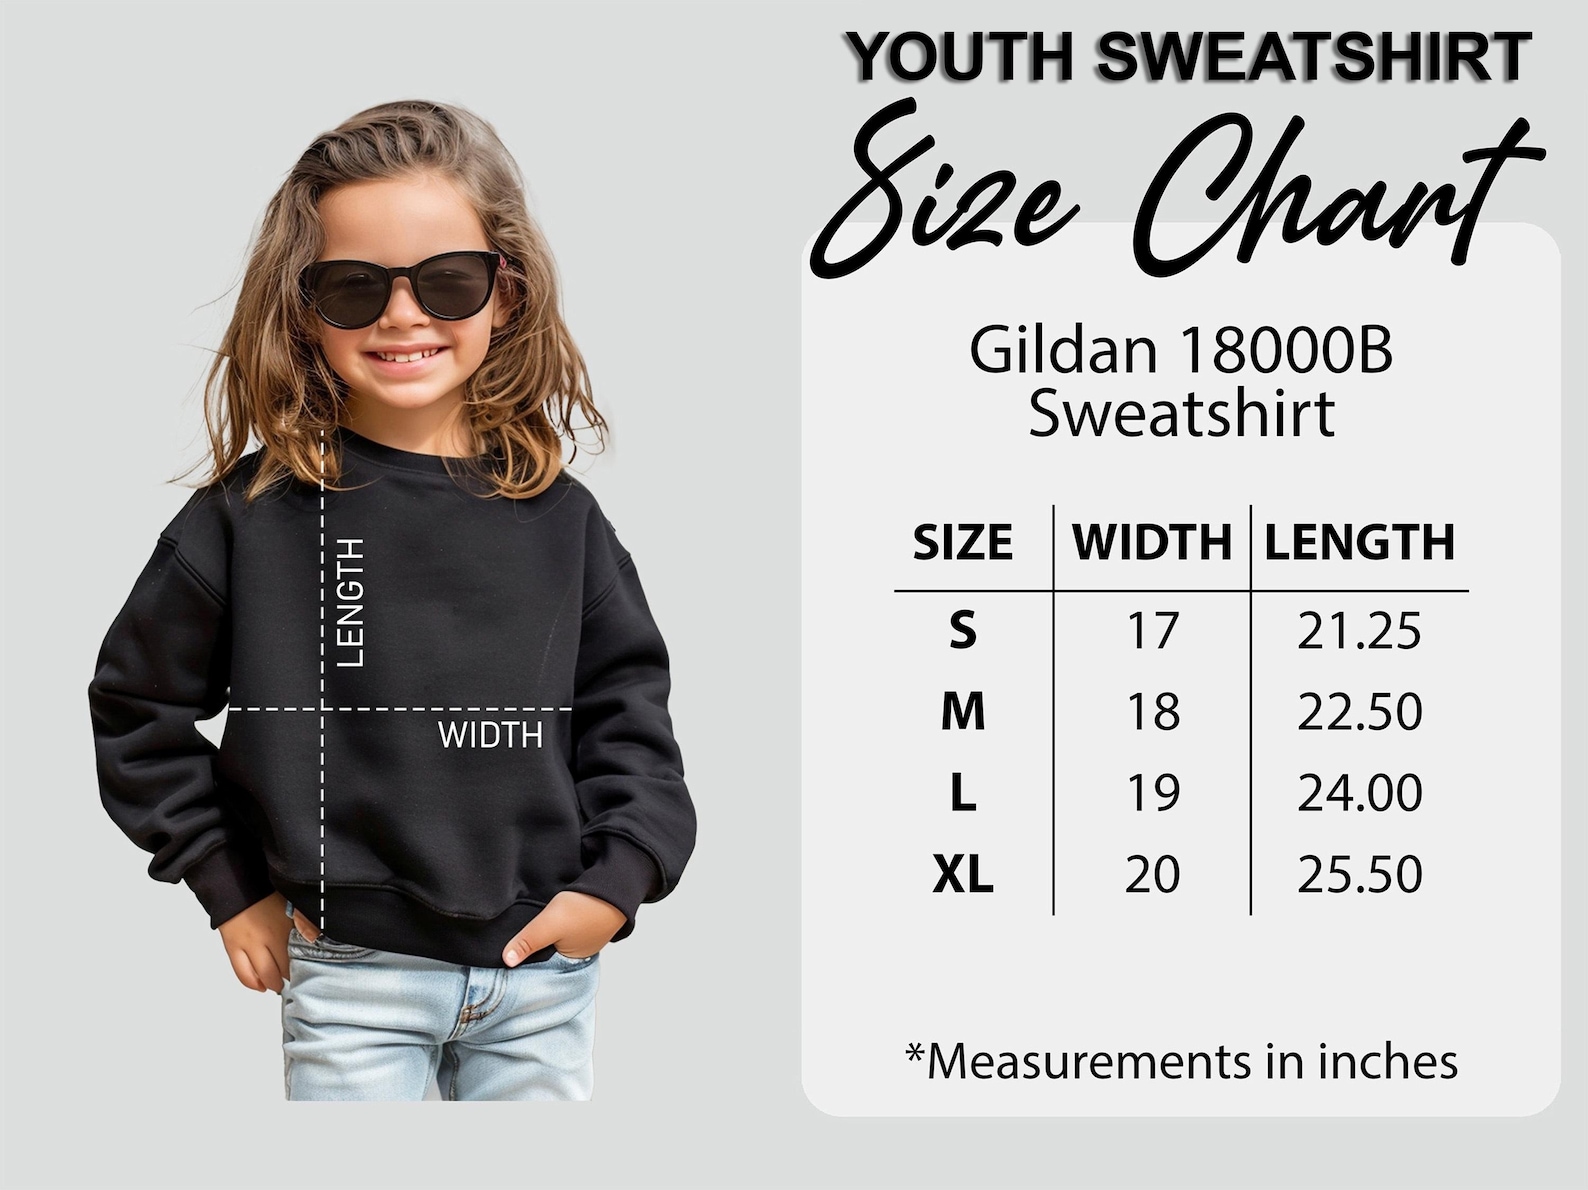 YOUTH SWEATSHIRT
Size Chart
Gildan 18000B
Sweatshirt
SIZE WIDTH LENGTH
S 17 21.25
M 18 22.50
L 19 24.00
XL 20 25.50
*Measurements in inches
LENGTH
WIDTH